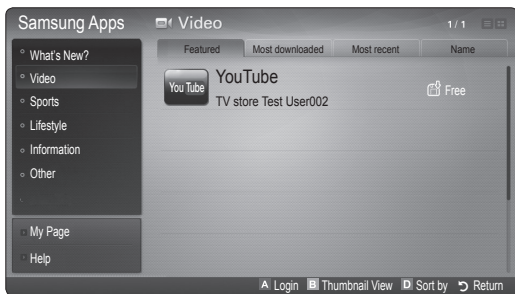 Samsung Apps
Video
1/1
What's New?
Video
Sports
Lifestyle
Information
Other
My Page
Help
Featured
Most downloaded
Most recent
Name
You Tube
YouTube
TV store Test User002
Free
A Login B Thumbnail View D Sort by Return